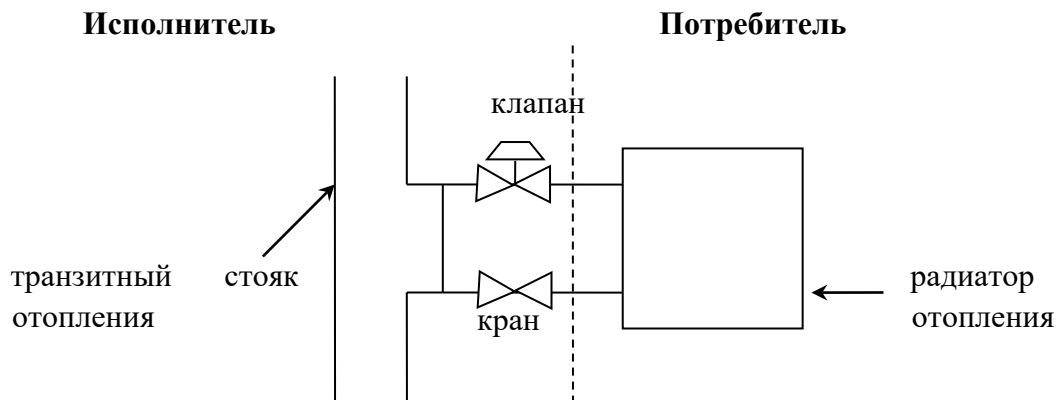 Исполнитель Потребитель
клапан
транзитный стояк
отопления
кран
радиатор
отопления